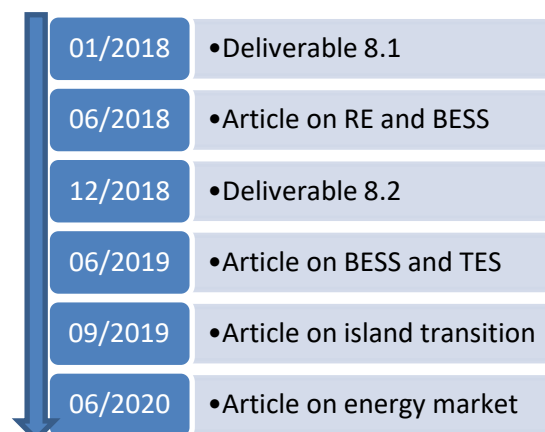 01/2018 •Deliverable 8.1
06/2018 •Article on RE and BESS
12/2018 •Deliverable 8.2
06/2019 •Article on BESS and TES
09/2019 •Article on island transition
06/2020 •Article on energy market